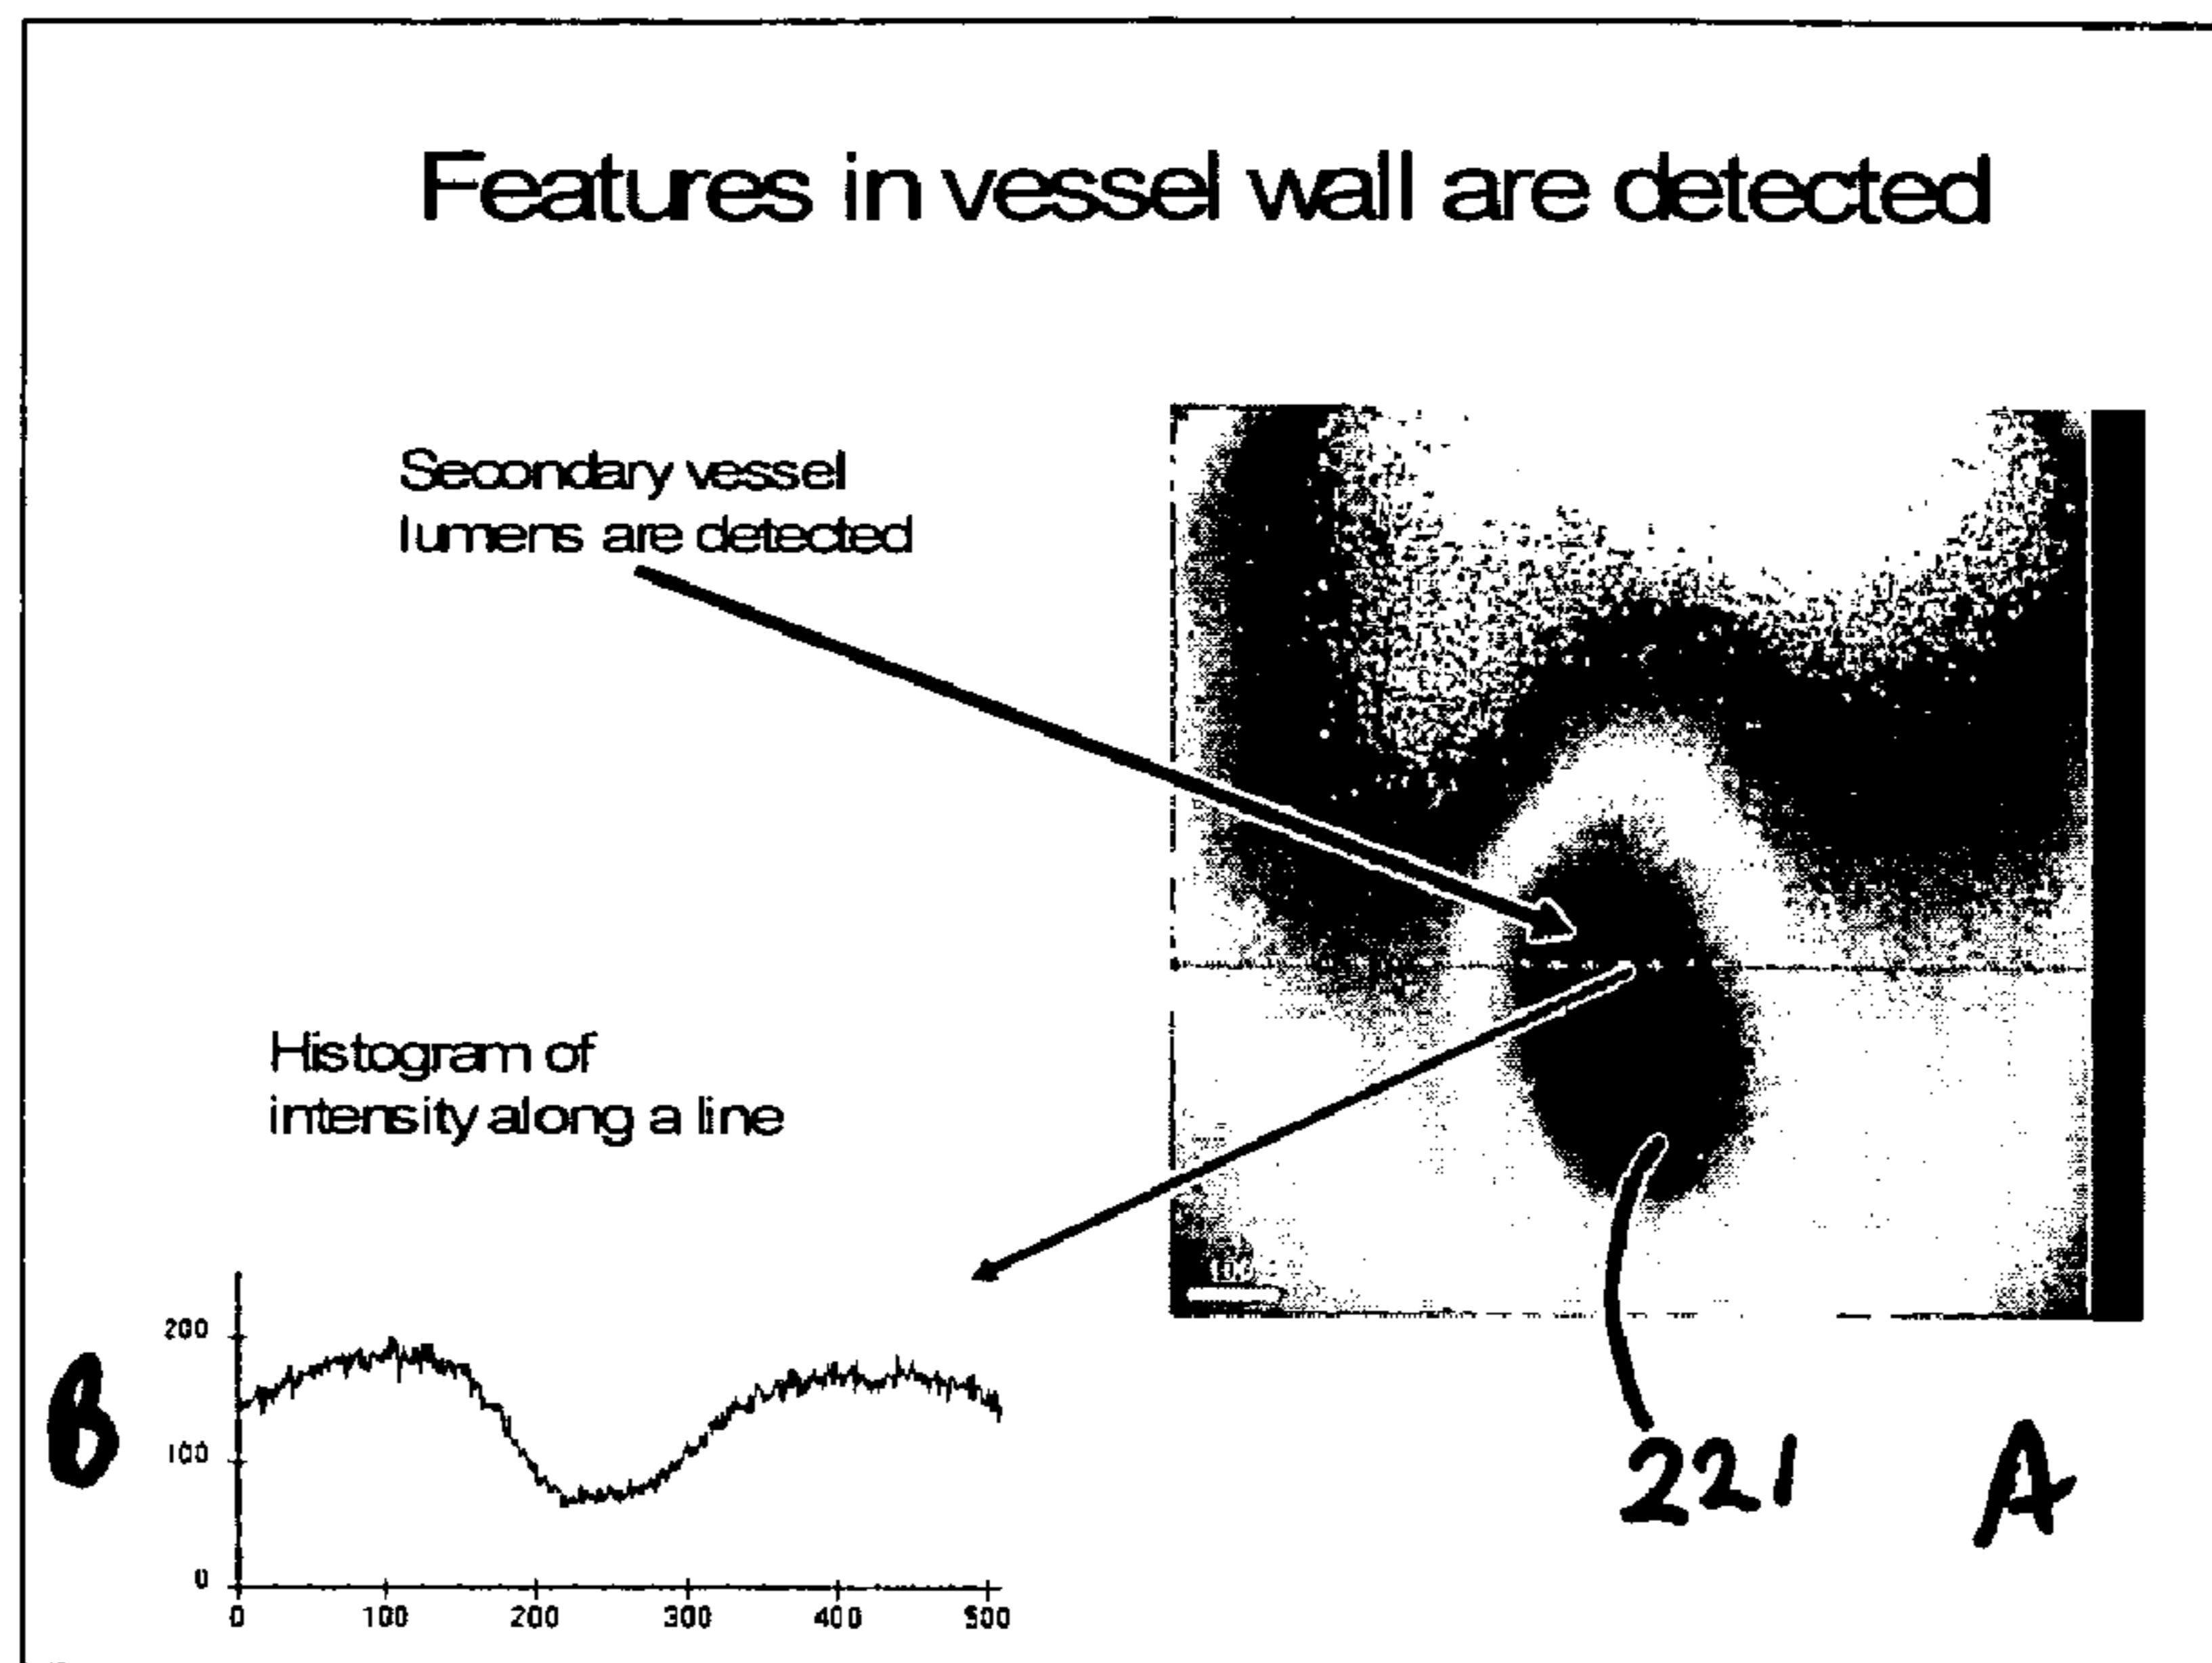 Features in vessel wall are detected
Secondary vessel
lumens are detected
Histogram of
intensity along a line
200
100
0
0 100 200 300 400 500
B
221
A